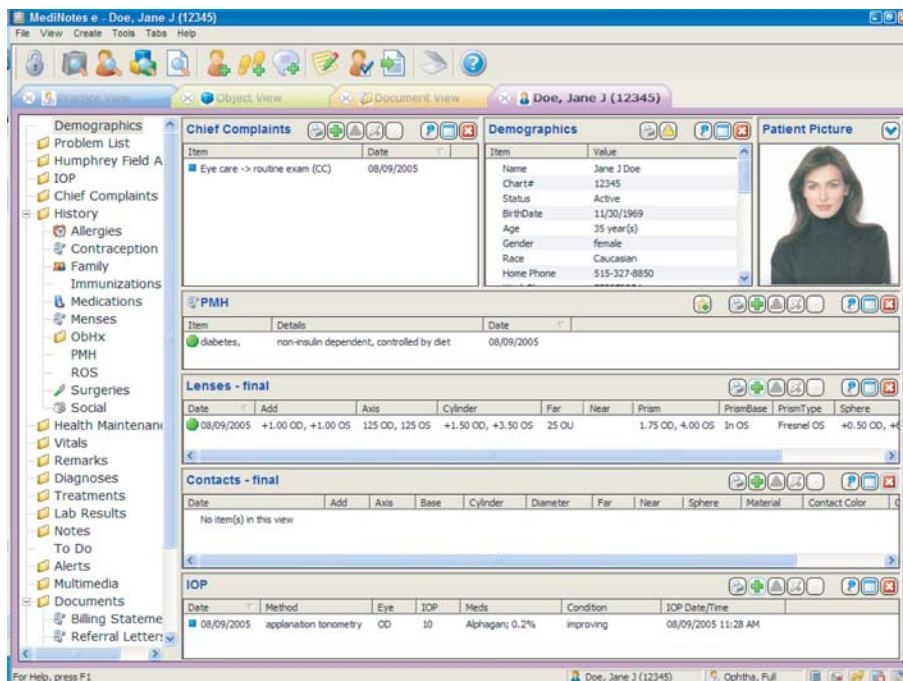 MediNotes e - Doe, Jane J (12345)
File View Create Tools Tabs Help
Practice View Object View Document View Doe, Jane J (12345)
Demographics
Problem List
Humphrey Field A
IOP
Chief Complaints
History
Allergies
Contraception
Family
Immunizations
Medications
Menses
ObHx
PMH
ROS
Surgeries
Social
Health Maintenan
Vitals
Remarks
Diagnoses
Treatments
Lab Results
Notes
To Do
Alerts
Multimedia
Documents
Billing Stateme
Referral Letters
Chief Complaints
Item Date
Eye care -> routine exam (CC) 08/09/2005
Demographics
Item Value
Name Jane J Doe
Chart# 12345
Status Active
BirthDate 11/30/1969
Age 35 year(s)
Gender female
Race Caucasian
Home Phone 515-327-8850
Patient Picture
PMH
Item Details Date
diabetes, non-insulin dependent, controlled by diet 08/09/2005
Lenses - final
Date Add Axis Cylinder Far Near Prism PrismBase PrismType Sphere
08/09/2005 +1.00 OD, +1.00 OS 125 OD, 125 OS +1.50 OD, +3.50 OS 25 OU 1.75 OD, 4.00 OS In OS Fresnel OS +0.50 OD, +6
Contacts - final
Date Add Axis Base Cylinder Diameter Far Near Sphere Material Contact Color
No item(s) in this view
IOP
Date Method Eye IOP Meds Condition IOP Date/Time
08/09/2005 applanation tonometry OD 10 Alphagan; 0.2% improving 08/09/2005 11:28 AM
For Help, press F1 Doe, Jane J (12345) Ophtha, Full